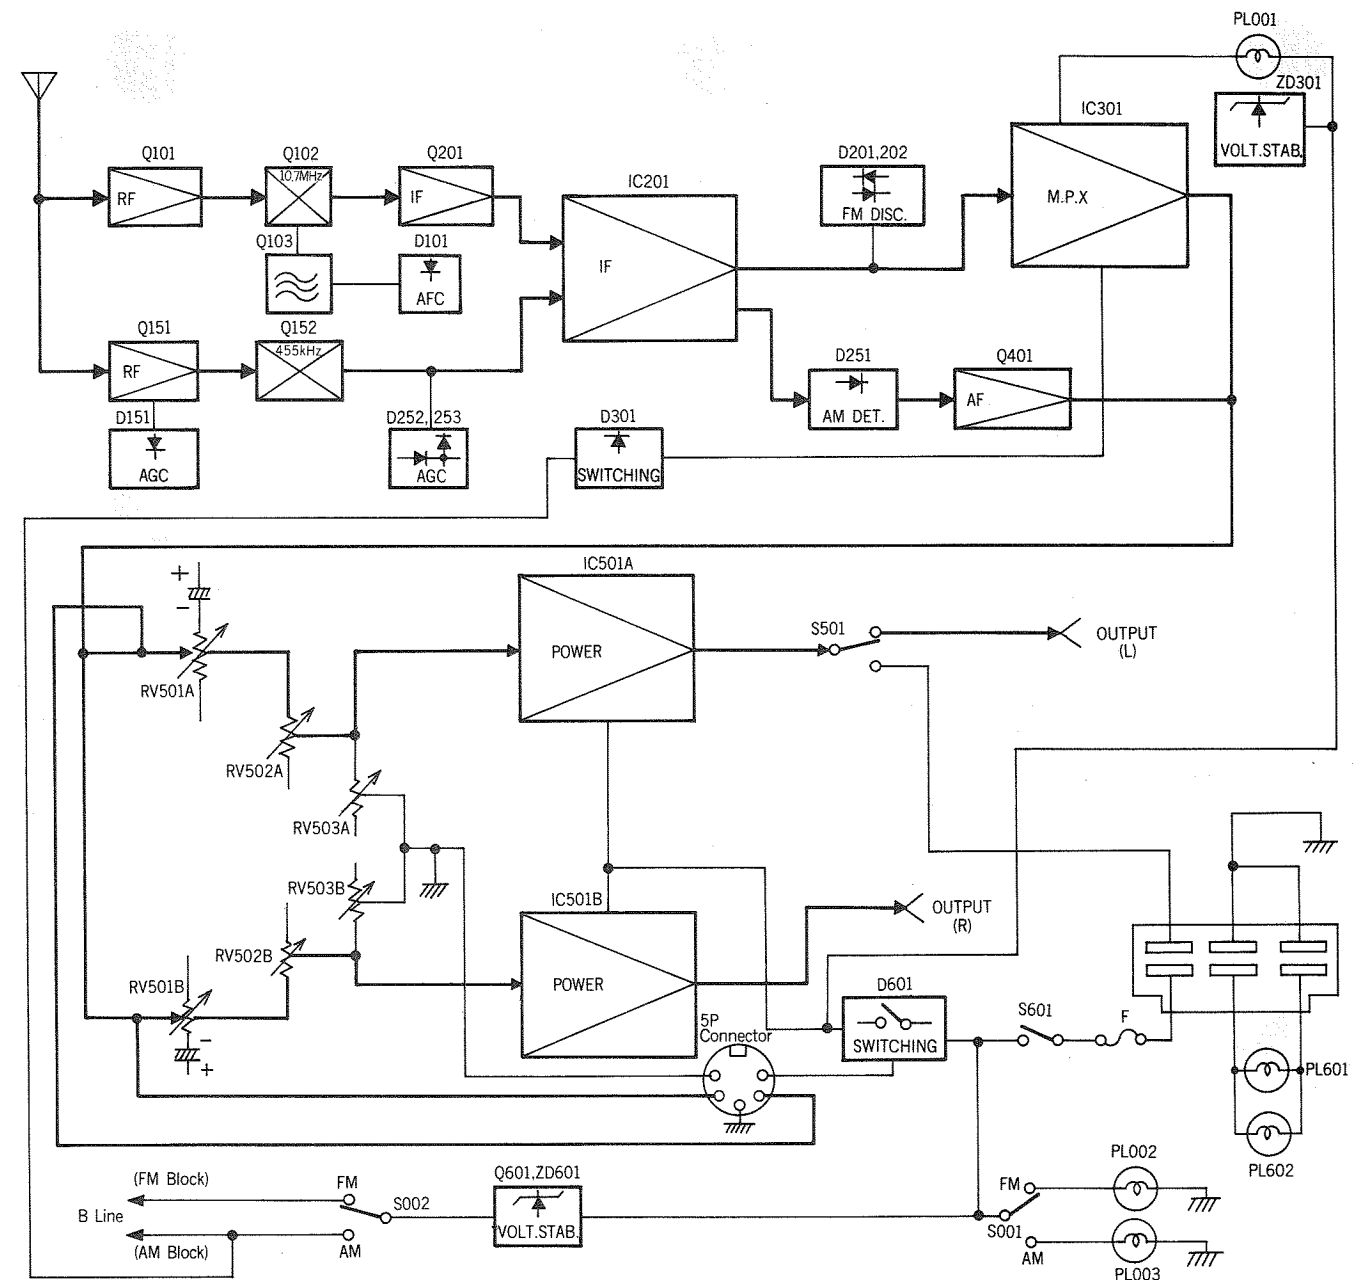 PL001
ZD301
VOLT.STAB.
IC301
M.P.X
Q101
RF
Q102
10.7MHz
Q201
IF
IC201
IF
D201,202
FM DISC.
Q103
D101
AFC
Q151
RF
Q152
455kHz
D251
AM DET.
Q401
AF
D151
AGC
D252, 253
AGC
D301
SWITCHING
IC501A
POWER
+
-
RV501A
S501
OUTPUT
(L)
RV502A
RV503A
RV503B
IC501B
POWER
OUTPUT
(R)
RV502B
RV501B
-
+
5P
Connector
D601
SWITCHING
S601
F
PL601
PL602
(FM Block)
B Line
(AM Block)
FM
S002
AM
Q601,ZD601
VOLT.STAB.
FM
S001
AM
PL002
PL003